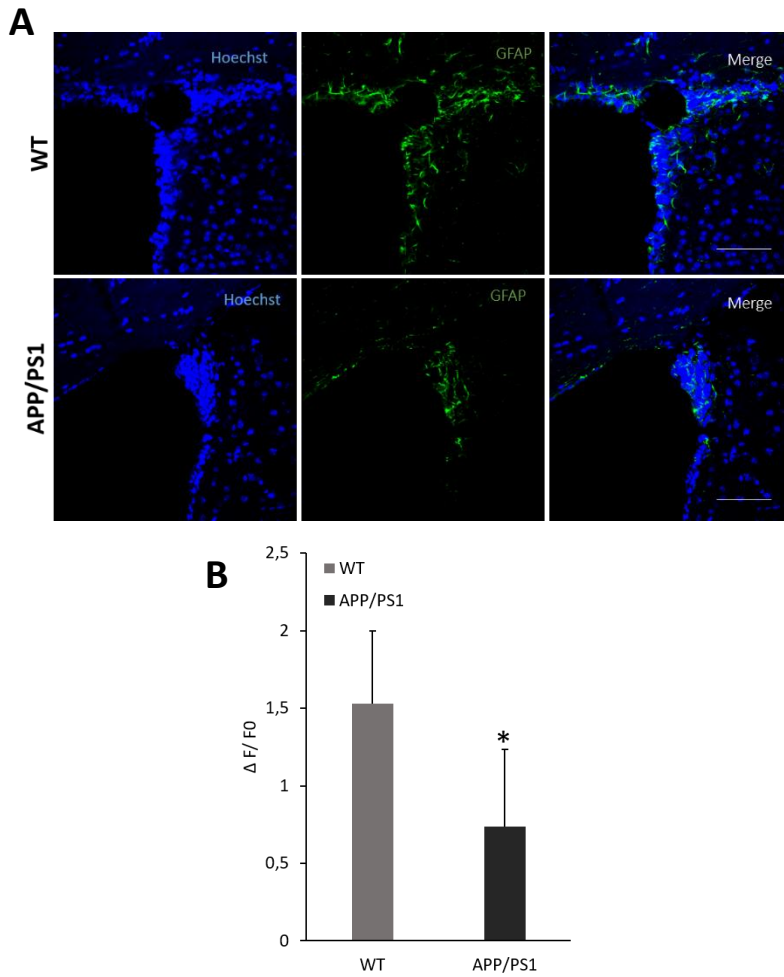 A
Hoechst
GFAP
Merge
WT
Hoechst
GFAP
Merge
APP/PS1
B
WT
APP/PS1
2,5
2
1,5
1
0,5
0
Δ F/ F0
*
WT
APP/PS1